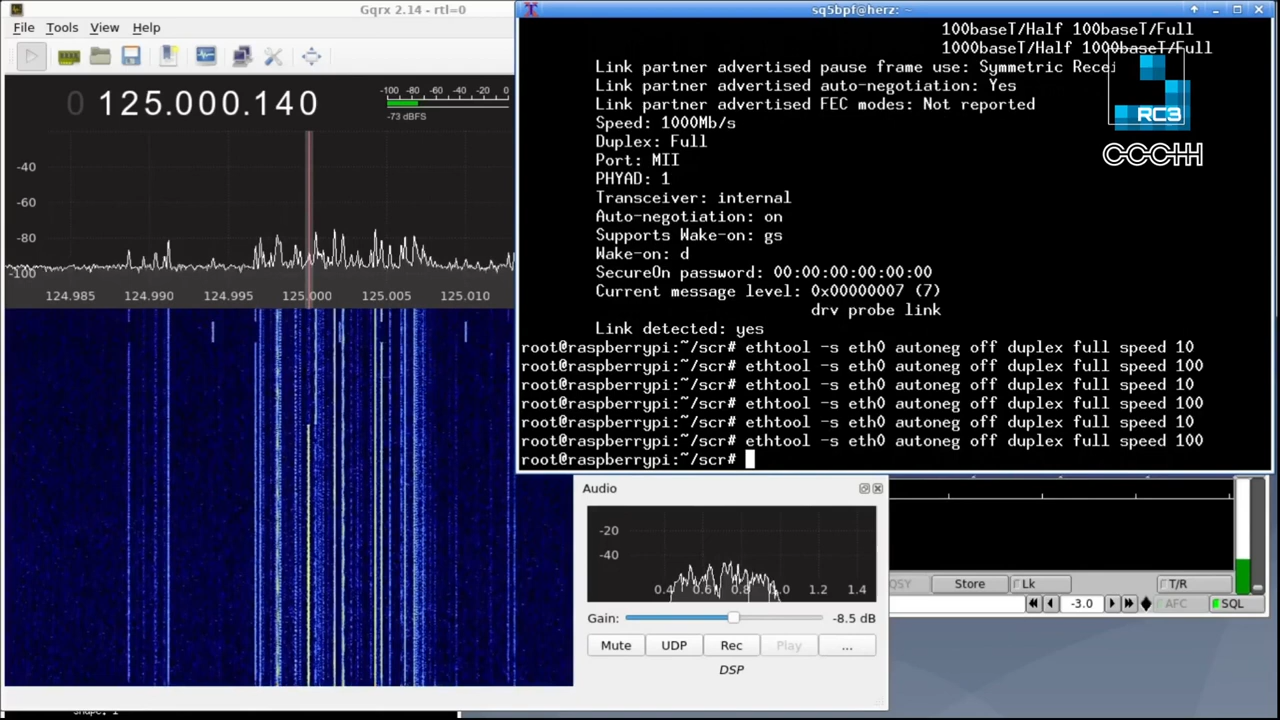 Gqrx 2.14 - rtl=0
File Tools View Help
0 125.000.140
-100 -80 -60 -40 -20 0
-73 dBFS
-40
-60
-80
-100
124.985 124.990 124.995 125.000 125.005 125.010
sq5bpf@herz: ~
100baseT/Half 100baseT/Full
1000baseT/Half 1000baseT/Full
Link partner advertised pause frame use: Symmetric Recei
Link partner advertised auto-negotiation: Yes
Link partner advertised FEC modes: Not reported
Speed: 1000Mb/s
Duplex: Full
Port: MII
PHYAD: 1
Transceiver: internal
Auto-negotiation: on
Supports Wake-on: gs
Wake-on: d
SecureOn password: 00:00:00:00:00:00
Current message level: 0x00000007 (7)
drv probe link
Link detected: yes
root@raspberrypi:~/scr# ethtool -s eth0 autoneg off duplex full speed 10
root@raspberrypi:~/scr# ethtool -s eth0 autoneg off duplex full speed 100
root@raspberrypi:~/scr# ethtool -s eth0 autoneg off duplex full speed 10
root@raspberrypi:~/scr# ethtool -s eth0 autoneg off duplex full speed 100
root@raspberrypi:~/scr# ethtool -s eth0 autoneg off duplex full speed 10
root@raspberrypi:~/scr# ethtool -s eth0 autoneg off duplex full speed 100
root@raspberrypi:~/scr#
RC3
CCCHH
Audio
-20
-40
0.4 0.6 0.8 1.0 1.2 1.4
Gain: -8.5 dB
Mute UDP Rec Play ...
DSP
QSY Store Lk T/R
-3.0 AFC SQL